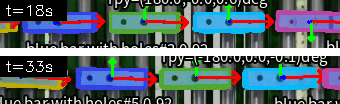 t=18s
rpy=(180.0,-0.0,0.0)deg
blue bar with holes#2 0.92
t=33s
rpy=(-180.0,0.0,-0.1)deg
blue bar with holes#5 0.92